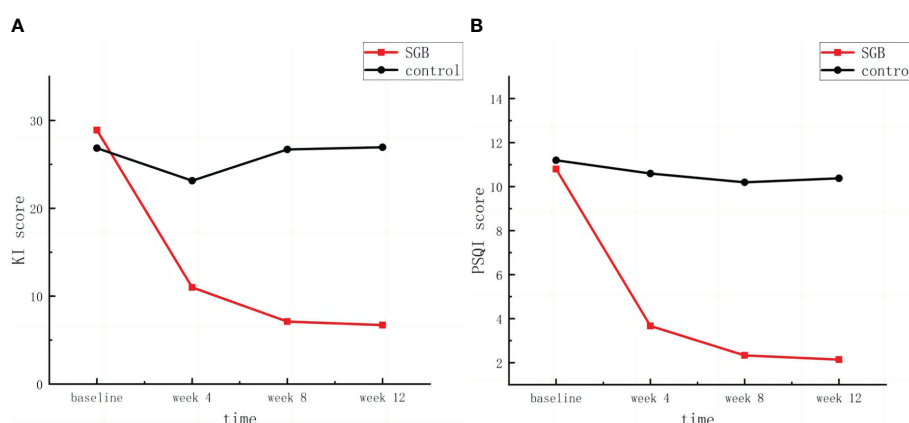 A
SGB
control
30
20
10
0
KI score
baseline week 4 week 8 week 12
time
B
SGB
control
14
12
10
8
6
4
2
PSQI score
baseline week 4 week 8 week 12
time